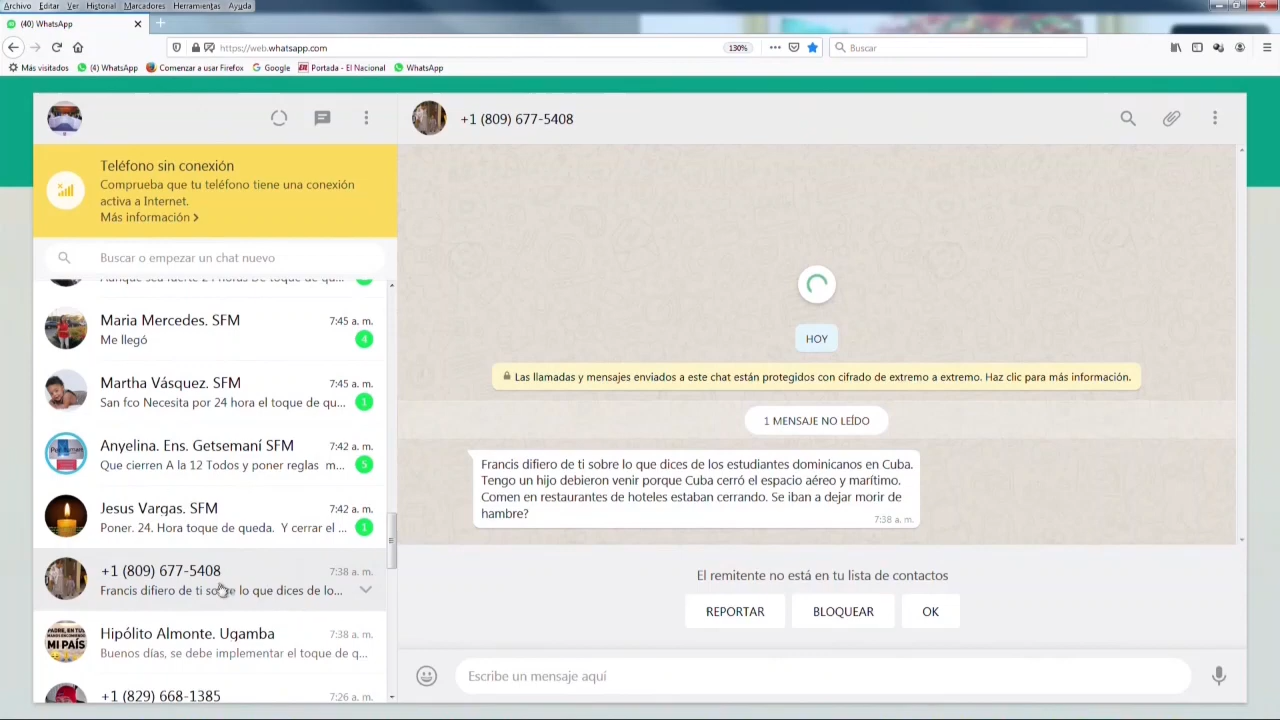 Archivo Editar Ver Historial Marcadores Herramientas Ayuda
(40) WhatsApp
https://web.whatsapp.com
130%
Buscar
Más visitados (4) WhatsApp Comenzar a usar Firefox Google Portada - El Nacional WhatsApp
+1 (809) 677-5408
Teléfono sin conexión
Comprueba que tu teléfono tiene una conexión
activa a Internet.
Más información
Buscar o empezar un chat nuevo
Aunque sea fuerte 24 horas De toque de qu...
Maria Mercedes. SFM 7:45 a. m.
Me llegó 4
Martha Vásquez. SFM 7:45 a. m.
San fco Necesita por 24 hora el toque de qu... 1
Anyelina. Ens. Getsemaní SFM 7:42 a. m.
Que cierren A la 12 Todos y poner reglas m... 5
Jesus Vargas. SFM 7:42 a. m.
Poner. 24. Hora toque de queda. Y cerrar el ... 1
+1 (809) 677-5408 7:38 a. m.
Francis difiero de ti sobre lo que dices de lo...
Hipólito Almonte. Ugamba 7:38 a. m.
Buenos días, se debe implementar el toque de q...
+1 (829) 668-1385 7:26 a. m.
MI PAÍS
HOY
Las llamadas y mensajes enviados a este chat están protegidos con cifrado de extremo a extremo. Haz clic para más información.
1 MENSAJE NO LEÍDO
Francis difiero de ti sobre lo que dices de los estudiantes dominicanos en Cuba.
Tengo un hijo debieron venir porque Cuba cerró el espacio aéreo y marítimo.
Comen en restaurantes de hoteles estaban cerrando. Se iban a dejar morir de
hambre?
7:38 a. m.
El remitente no está en tu lista de contactos
REPORTAR BLOQUEAR OK
Escribe un mensaje aquí